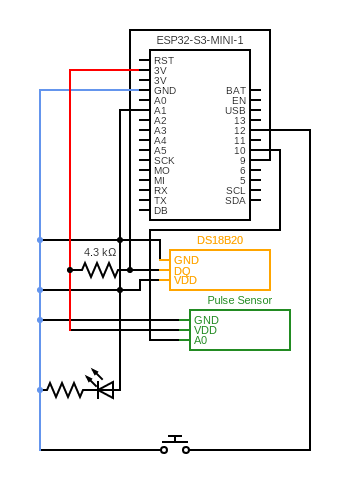 ESP32-S3-MINI-1
RST
3V
3V
GND
A0
A1
A2
A3
A4
A5
SCK
MO
MI
RX
TX
DB
BAT
EN
USB
13
12
11
10
9
6
5
SCL
SDA
DS18B20
4.3 kΩ
GND
DQ
VDD
Pulse Sensor
GND
VDD
A0